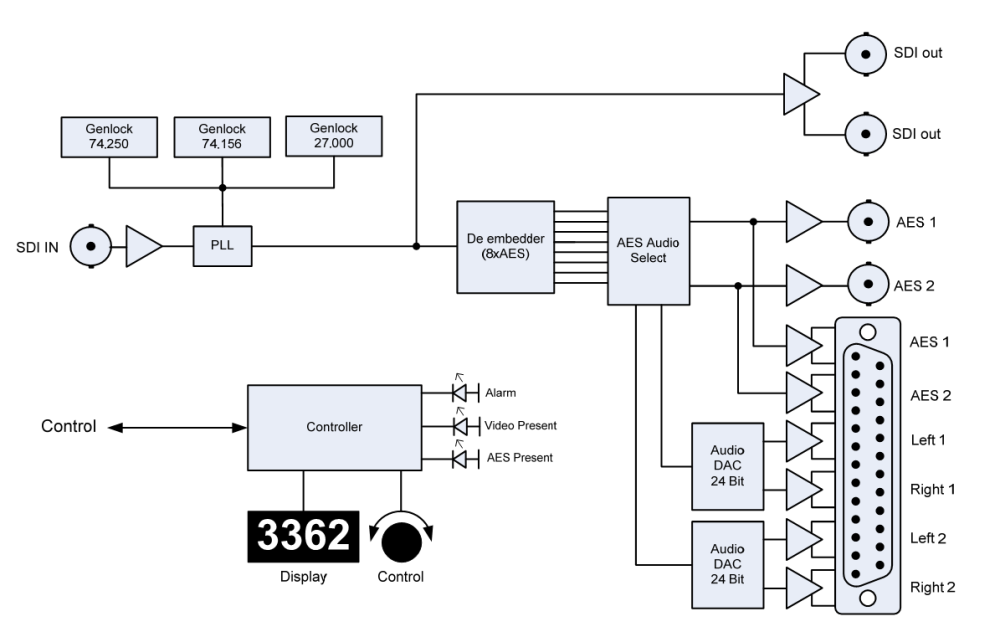 SDI out
SDI out
Genlock
74.250
Genlock
74.156
Genlock
27.000
SDI IN
PLL
De embedder
(8xAES)
AES Audio
Select
AES 1
AES 2
AES 1
AES 2
Left 1
Right 1
Left 2
Right 2
Audio
DAC
24 Bit
Audio
DAC
24 Bit
Control
Controller
Alarm
Video Present
AES Present
3362
Display
Control